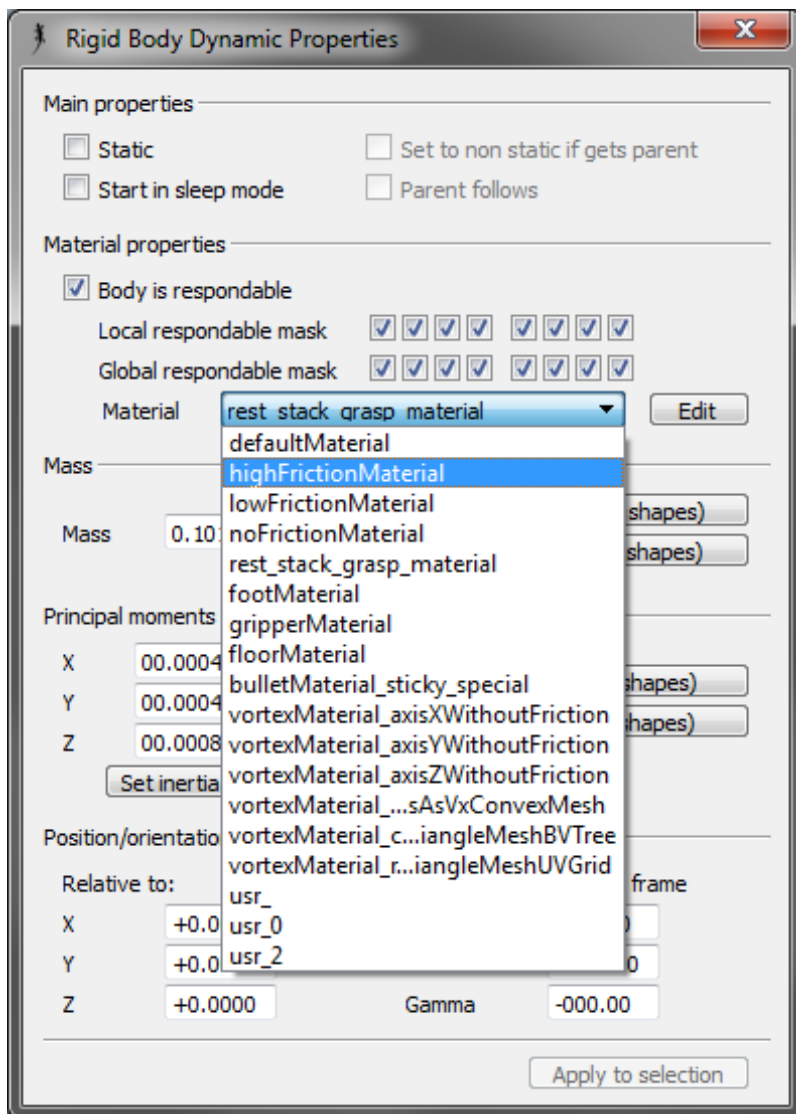 Rigid Body Dynamic Properties
Main properties
Static
Set to non static if gets parent
Start in sleep mode
Parent follows
Material properties
Body is respondable
Local respondable mask
Global respondable mask
Material
rest_stack_grasp_material
Edit
defaultMaterial
Mass
highFrictionMaterial
lowFrictionMaterial
shapes)
Mass
noFrictionMaterial
rest_stack_grasp_material
shapes)
footMaterial
Principal moments
gripperMaterial
X
00.0004
floorMaterial
bulletMaterial_sticky_special
shapes)
Y
00.0004
vortexMaterial_axisXWithoutFriction
Z
00.0008
vortexMaterial_axisYWithoutFriction
Set inertia
vortexMaterial_axisZWithoutFriction
vortexMaterial_...sAsVxConvexMesh
vortexMaterial_c...iangleMeshBVTree
vortexMaterial_r...iangleMeshUVGrid
Relative to:
frame
usr_
X
+0.0
usr_0
Y
+0.0
usr_2
Z
+0.0000
Gamma
-000.00
Apply to selection